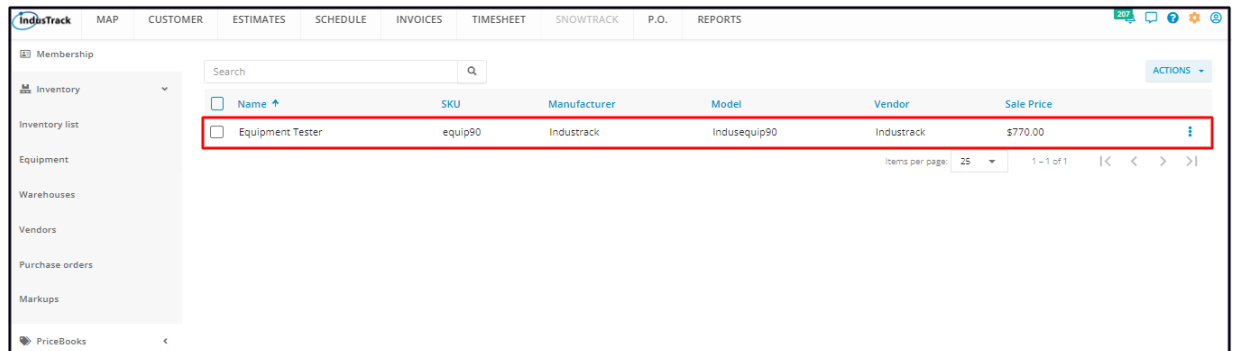 IndusTrack MAP CUSTOMER ESTIMATES SCHEDULE INVOICES TIMESHEET SNOWTRACK P.O. REPORTS 207
Membership
Search ACTIONS
Inventory
Name SKU Manufacturer Model Vendor Sale Price
Inventory list
Equipment Tester equip90 Industrack Indusequip90 Industrack $770.00
Equipment
Items per page: 25 1 – 1 of 1
Warehouses
Vendors
Purchase orders
Markups
PriceBooks